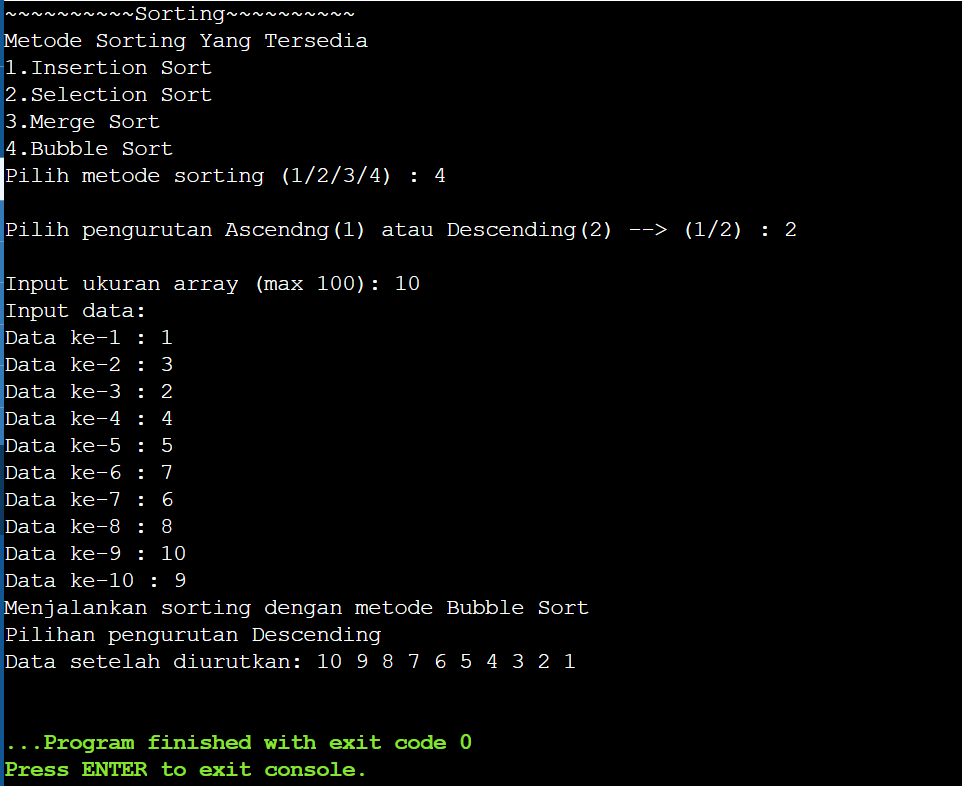 ~~~~~~~~~~Sorting~~~~~~~~~~
Metode Sorting Yang Tersedia
1.Insertion Sort
2.Selection Sort
3.Merge Sort
4.Bubble Sort
Pilih metode sorting (1/2/3/4) : 4
Pilih pengurutan Ascendng(1) atau Descending(2) --> (1/2) : 2
Input ukuran array (max 100): 10
Input data:
Data ke-1 : 1
Data ke-2 : 3
Data ke-3 : 2
Data ke-4 : 4
Data ke-5 : 5
Data ke-6 : 7
Data ke-7 : 6
Data ke-8 : 8
Data ke-9 : 10
Data ke-10 : 9
Menjalankan sorting dengan metode Bubble Sort
Pilihan pengurutan Descending
Data setelah diurutkan: 10 9 8 7 6 5 4 3 2 1
...Program finished with exit code 0
Press ENTER to exit console.